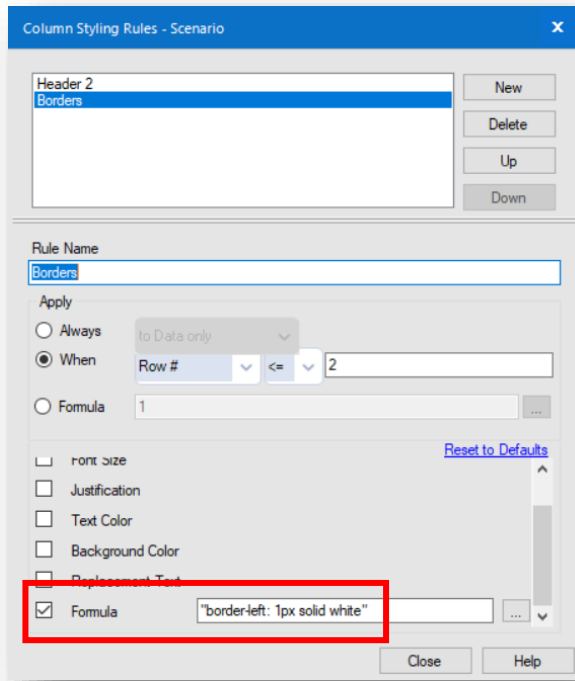 Column Styling Rules - Scenario
x
Header 2
Borders
New
Delete
Up
Down
Rule Name
Borders
Apply
Always
to Data only
When
Row #
<=
2
Formula
1
...
Reset to Defaults
Font Size
Justification
Text Color
Background Color
Replacement Text
Formula
"border-left: 1px solid white"
...
Close
Help